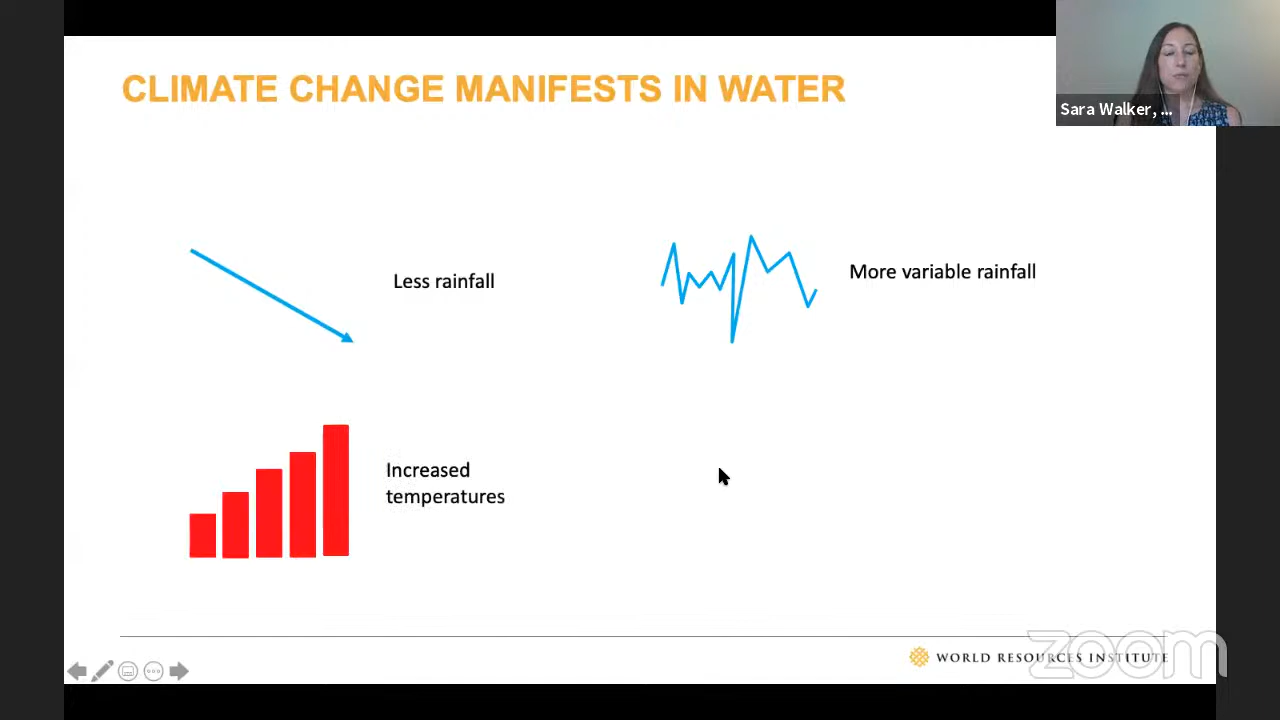 CLIMATE CHANGE MANIFESTS IN WATER
Sara Walker, ...
Less rainfall
More variable rainfall
Increased
temperatures
WORLD RESOURCES INSTITUTE
zoom